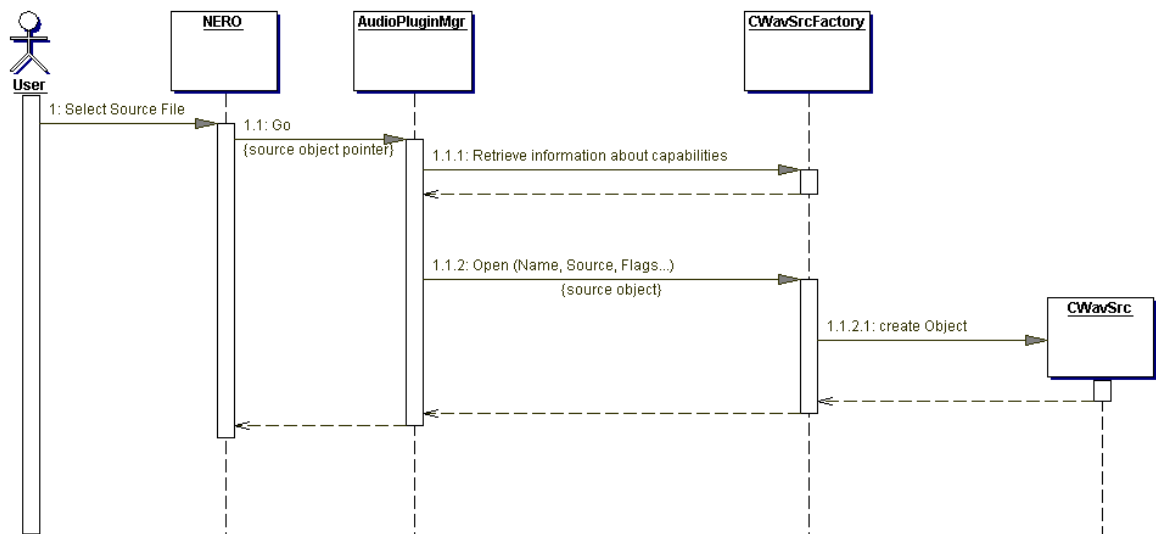 NERO
AudioPluginMgr
CWavSrcFactory
User
1: Select Source File
1.1: Go
{source object pointer}
1.1.1: Retrieve information about capabilities
1.1.2: Open (Name, Source, Flags...)
{source object}
CWavSrc
1.1.2.1: create Object